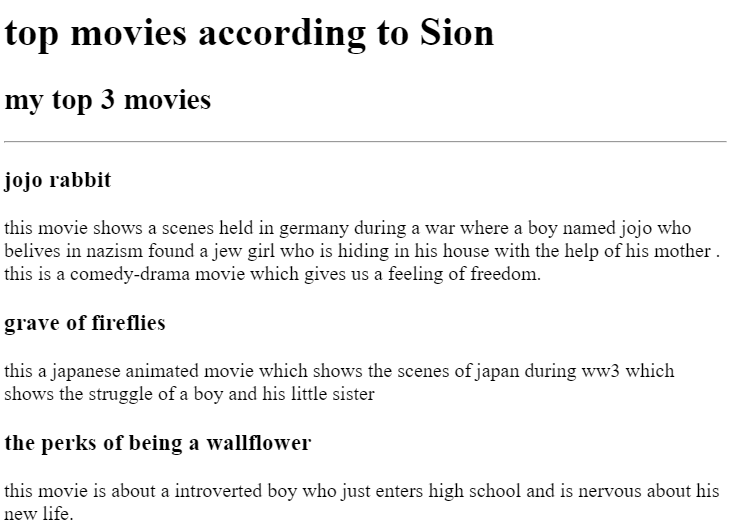 top movies according to Sion
my top 3 movies
jojo rabbit
this movie shows a scenes held in germany during a war where a boy named jojo who
belives in nazism found a jew girl who is hiding in his house with the help of his mother .
this is a comedy-drama movie which gives us a feeling of freedom.
grave of fireflies
this a japanese animated movie which shows the scenes of japan during ww3 which
shows the struggle of a boy and his little sister
the perks of being a wallflower
this movie is about a introverted boy who just enters high school and is nervous about his
new life.